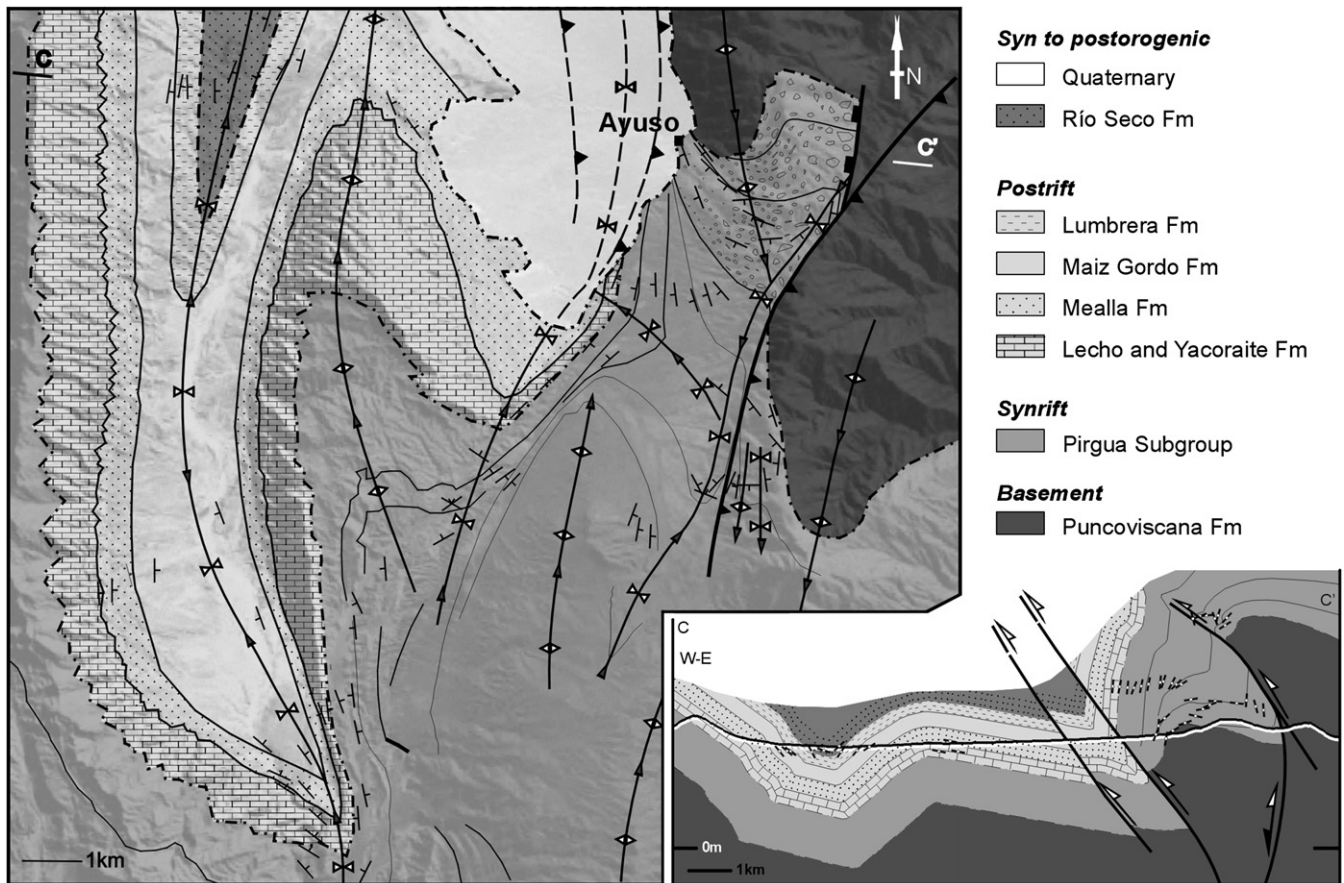 C
N
Ayuso
C'
1km
Syn to postorogenic
Quaternary
Río Seco Fm
Postrift
Lumbrera Fm
Maiz Gordo Fm
Mealla Fm
Lecho and Yacoraite Fm
Synrift
Pirgua Subgroup
Basement
Puncoviscana Fm
C
C'
W-E
0m
1km